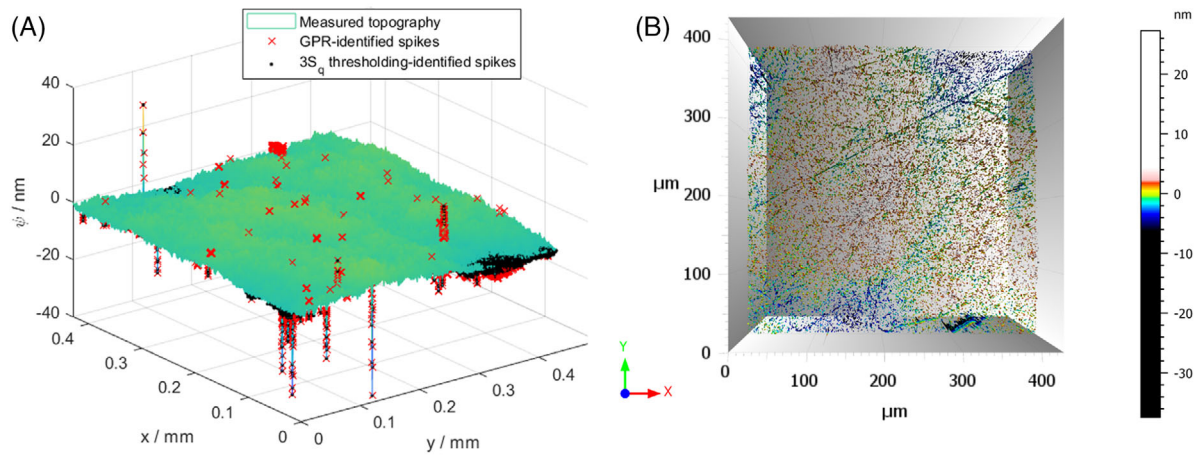 (A)
Measured topography
GPR-identified spikes
3Sq thresholding-identified spikes
40
20
0
-20
-40
ψ / nm
0.4
0.3
0.2
0.1
0
x / mm
0
0.1
0.2
0.3
0.4
y / mm
(B)
400
300
µm
200
100
0
0
100
200
300
400
µm
Y
X
nm
20
10
0
-10
-20
-30